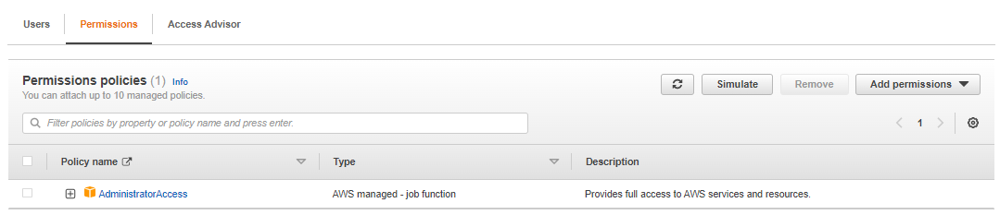 Users Permissions Access Advisor
Permissions policies (1) Info
You can attach up to 10 managed policies.
Simulate Remove Add permissions
Filter policies by property or policy name and press enter.
1
Policy name Type Description
AdministratorAccess AWS managed - job function Provides full access to AWS services and resources.